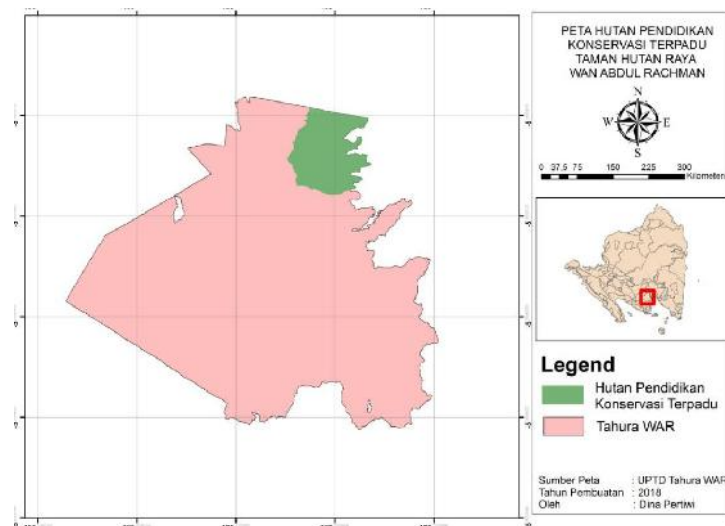 PETA HUTAN PENDIDIKAN
KONSERVASI TERPADU
TAMAN HUTAN RAYA
WAN ABDUL RACHMAN
N
W E
S
0 37,5 75 150 225 300
Kilometers
Legend
Hutan Pendidikan
Konservasi Terpadu
Tahura WAR
Sumber Peta : UPTD Tahura WAR
Tahun Pembuatan : 2018
Oleh : Dina Pertiwi